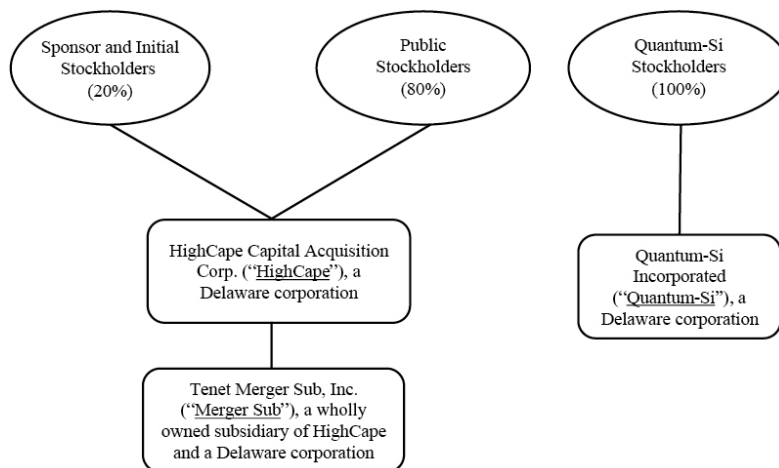 Sponsor and Initial
Stockholders
(20%)
Public
Stockholders
(80%)
Quantum-Si
Stockholders
(100%)
HighCape Capital Acquisition
Corp. (“HighCape”), a
Delaware corporation
Quantum-Si
Incorporated
(“Quantum-Si”), a
Delaware corporation
Tenet Merger Sub, Inc.
(“Merger Sub”), a wholly
owned subsidiary of HighCape
and a Delaware corporation